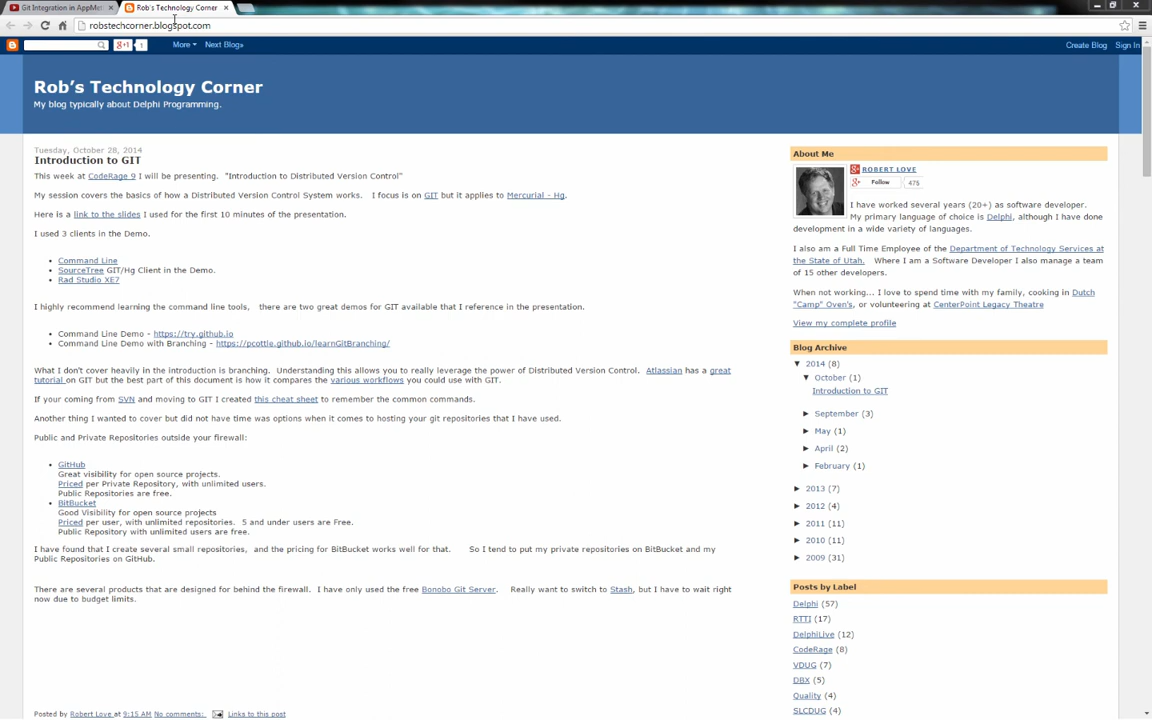 Git Integration in AppMet
Rob's Technology Corner
robstechcorner.blogspot.com
+1 1 More Next Blog» Create Blog Sign In
Rob's Technology Corner
My blog typically about Delphi Programming.
Tuesday, October 28, 2014
Introduction to GIT
This week at CodeRage 9 I will be presenting. "Introduction to Distributed Version Control"
My session covers the basics of how a Distributed Version Control System works. I focus is on GIT but it applies to Mercurial - Hg.
Here is a link to the slides I used for the first 10 minutes of the presentation.
I used 3 clients in the Demo.
Command Line
SourceTree GIT/Hg Client in the Demo.
Rad Studio XE7
I highly recommend learning the command line tools, there are two great demos for GIT available that I reference in the presentation.
Command Line Demo - https://try.github.io
Command Line Demo with Branching - https://pcottle.github.io/learnGitBranching/
What I don't cover heavily in the introduction is branching. Understanding this allows you to really leverage the power of Distributed Version Control. Atlassian has a great
tutorial on GIT but the best part of this document is how it compares the various workflows you could use with GIT.
If your coming from SVN and moving to GIT I created this cheat sheet to remember the common commands.
Another thing I wanted to cover but did not have time was options when it comes to hosting your git repositories that I have used.
Public and Private Repositories outside your firewall:
GitHub
Great visibility for open source projects.
Priced per Private Repository, with unlimited users.
Public Repositories are free.
BitBucket
Good Visibility for open source projects
Priced per user, with unlimited repositories. 5 and under users are Free.
Public Repository with unlimited users are free.
I have found that I create several small repositories, and the pricing for BitBucket works well for that. So I tend to put my private repositories on BitBucket and my
Public Repositories on GitHub.
There are several products that are designed for behind the firewall. I have only used the free Bonobo Git Server. Really want to switch to Stash, but I have to wait right
now due to budget limits.
Posted by Robert Love at 9:15 AM No comments: Links to this post
About Me
ROBERT LOVE
Follow 475
I have worked several years (20+) as software developer.
My primary language of choice is Delphi, although I have done
development in a wide variety of languages.
I also am a Full Time Employee of the Department of Technology Services at
the State of Utah. Where I am a Software Developer I also manage a team
of 15 other developers.
When not working... I love to spend time with my family, cooking in Dutch
"Camp" Oven's, or volunteering at CenterPoint Legacy Theatre
View my complete profile
Blog Archive
▼ 2014 (8)
▼ October (1)
Introduction to GIT
► September (3)
► May (1)
► April (2)
► February (1)
► 2013 (7)
► 2012 (4)
► 2011 (11)
► 2010 (11)
► 2009 (31)
Posts by Label
Delphi (57)
RTTI (17)
DelphiLive (12)
CodeRage (8)
VDUG (7)
DBX (5)
Quality (4)
SLCDUG (4)